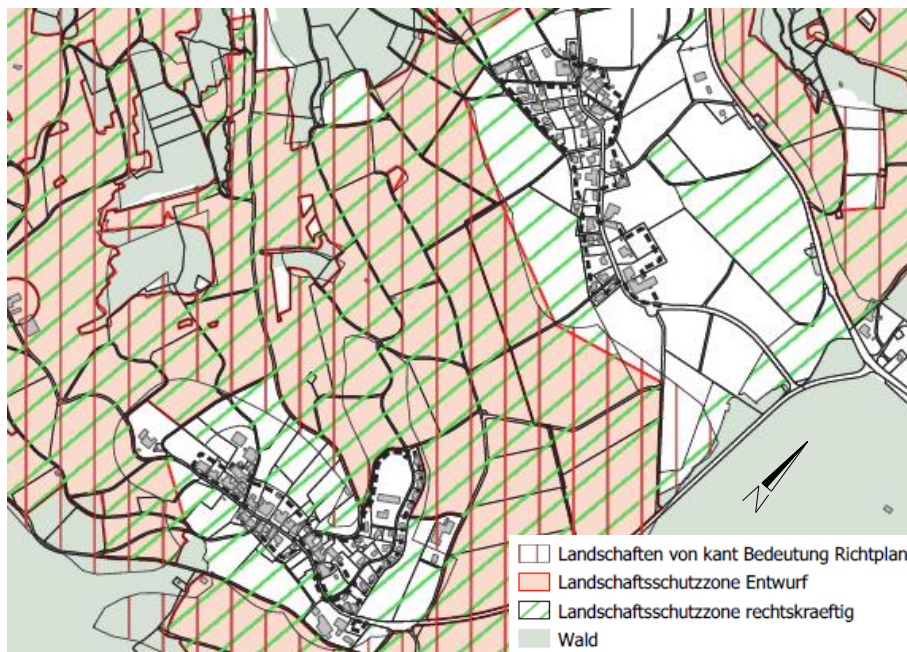 N
Landschaften von kant Bedeutung Richtplan
Landschaftsschutzzone Entwurf
Landschaftsschutzzone rechtskraeftig
Wald